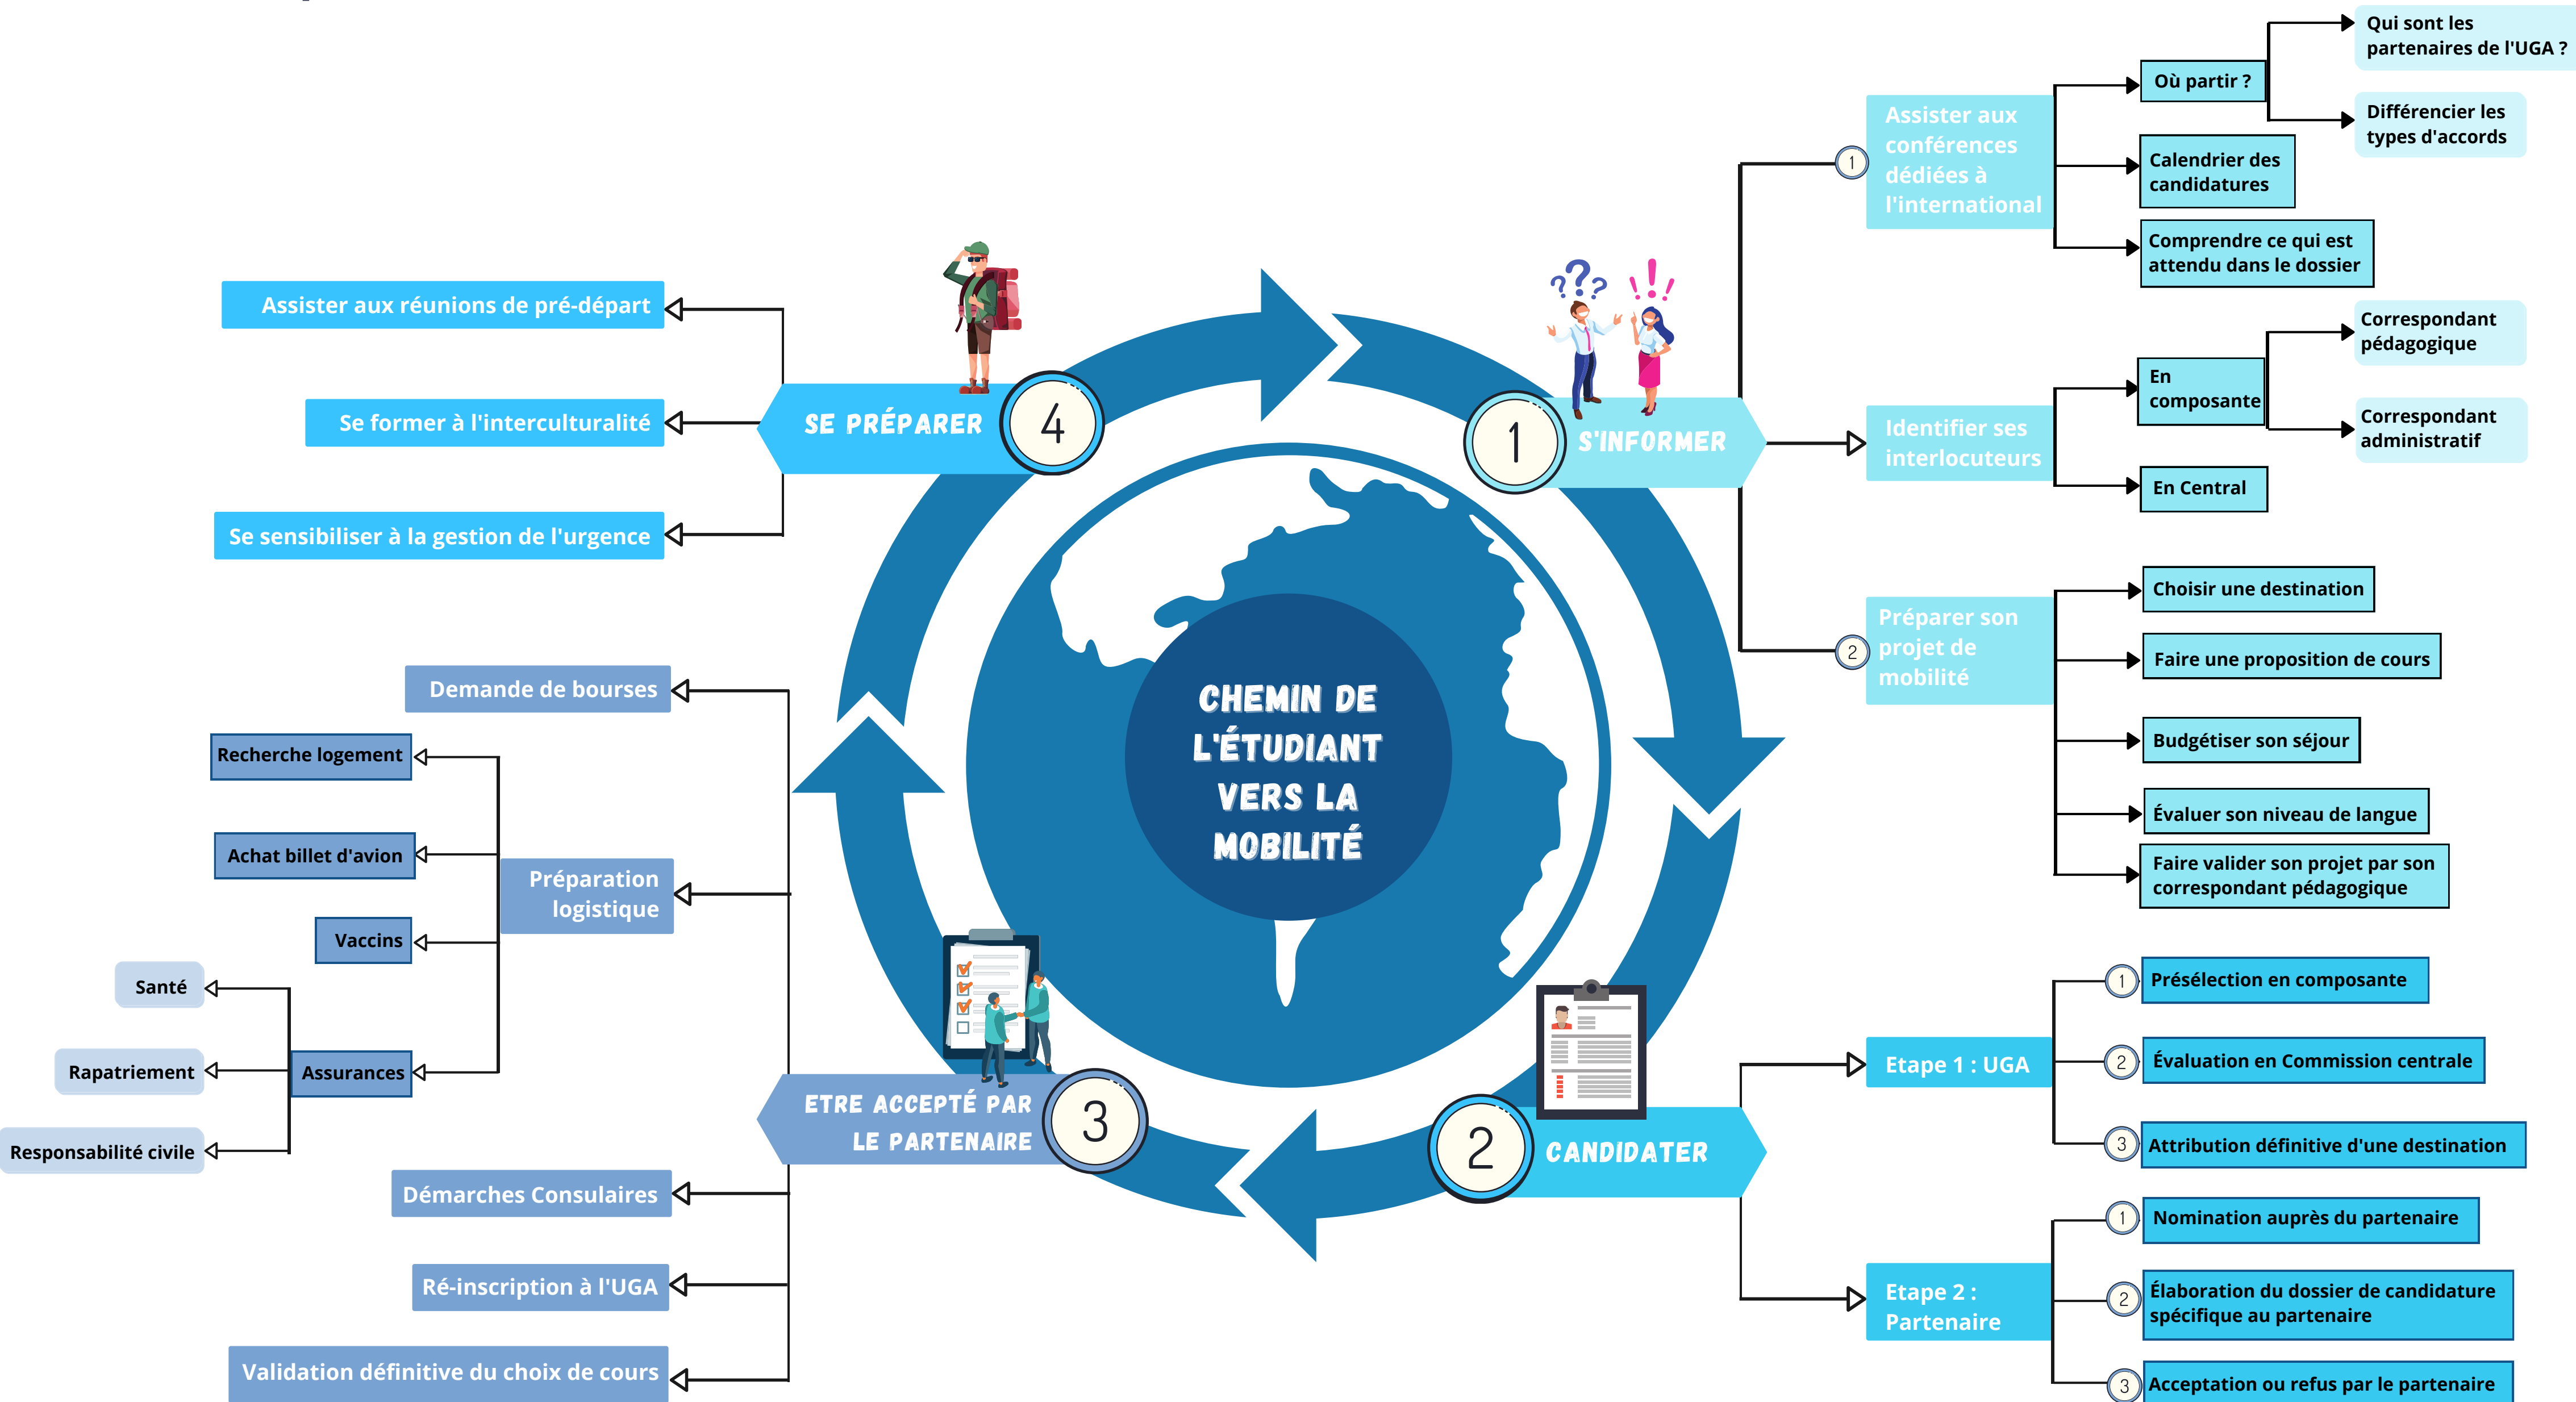 CHEMIN DE
L'ÉTUDIANT
VERS LA
MOBILITÉ
1
S'INFORMER
???
!!!
1
Assister aux
conférences
dédiées à
l'international
Où partir ?
Qui sont les
partenaires de l'UGA ?
Différencier les
types d'accords
Calendrier des
candidatures
Comprendre ce qui est
attendu dans le dossier
Identifier ses
interlocuteurs
En
composante
Correspondant
pédagogique
Correspondant
administratif
En Central
2
Préparer son
projet de
mobilité
Choisir une destination
Faire une proposition de cours
Budgétiser son séjour
Évaluer son niveau de langue
Faire valider son projet par son
correspondant pédagogique
2
CANDIDATER
Etape 1 : UGA
1
Présélection en composante
2
Évaluation en Commission centrale
3
Attribution définitive d'une destination
Etape 2 :
Partenaire
1
Nomination auprès du partenaire
2
Élaboration du dossier de candidature
spécifique au partenaire
3
Acceptation ou refus par le partenaire
3
ETRE ACCEPTÉ PAR
LE PARTENAIRE
Demande de bourses
Préparation
logistique
Recherche logement
Achat billet d'avion
Vaccins
Assurances
Santé
Rapatriement
Responsabilité civile
Démarches Consulaires
Ré-inscription à l'UGA
Validation définitive du choix de cours
4
SE PRÉPARER
Assister aux réunions de pré-départ
Se former à l'interculturalité
Se sensibiliser à la gestion de l'urgence